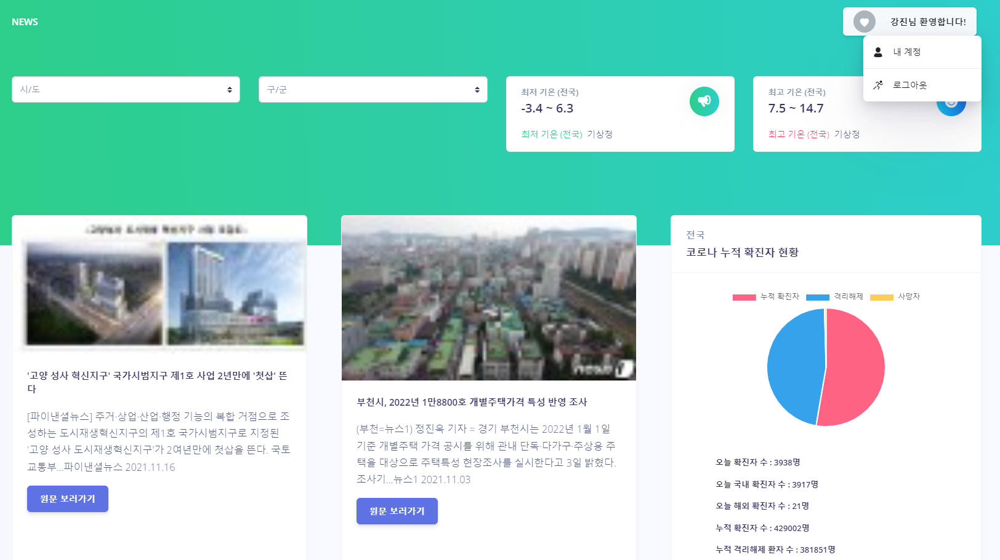 NEWS
강진님 환영합니다!
내 계정
로그아웃
시/도
구/군
최저 기온 (전국)
-3.4 ~ 6.3
최저 기온 (전국) 기상청
최고 기온 (전국)
7.5 ~ 14.7
최고 기온 (전국) 기상청
'고양 성사 혁신지구' 국가시범지구 제1호 사업 2년만에 '첫삽' 뜬
다
[파이낸셜뉴스] 주거·상업·산업·행정 기능의 복합 거점으로 조
성하는 도시재생혁신지구의 제1호 국가시범지구로 지정된
'고양 성사 도시재생혁신지구'가 2여년만에 첫삽을 뜬다. 국토
교통부...파이낸셜뉴스 2021.11.16
원문 보러가기
news1
부천시, 2022년 1만8800호 개별주택가격 특성 반영 조사
(부천=뉴스1) 정진욱 기자 = 경기 부천시는 2022년 1월 1일
기준 개별주택 가격 공시를 위해 관내 단독·다가구·주상용 주
택을 대상으로 주택특성 현장조사를 실시한다고 3일 밝혔다.
조사기...뉴스1 2021.11.03
원문 보러가기
전국
코로나 누적 확진자 현황
누적 확진자 격리해제 사망자
오늘 확진자 수 : 3938명
오늘 국내 확진자 수 : 3917명
오늘 해외 확진자 수 : 21명
누적 확진자 수 : 429002명
누적 격리해제 환자 수 : 381851명